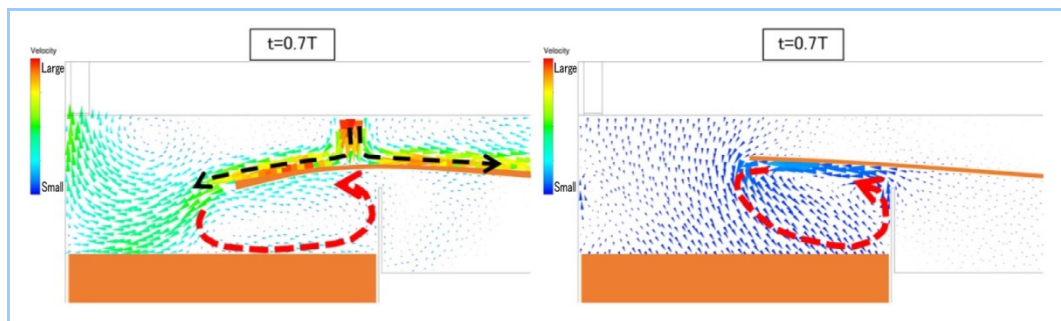 t=0.7T
Velocity
Large
Small
t=0.7T
Velocity
Large
Small